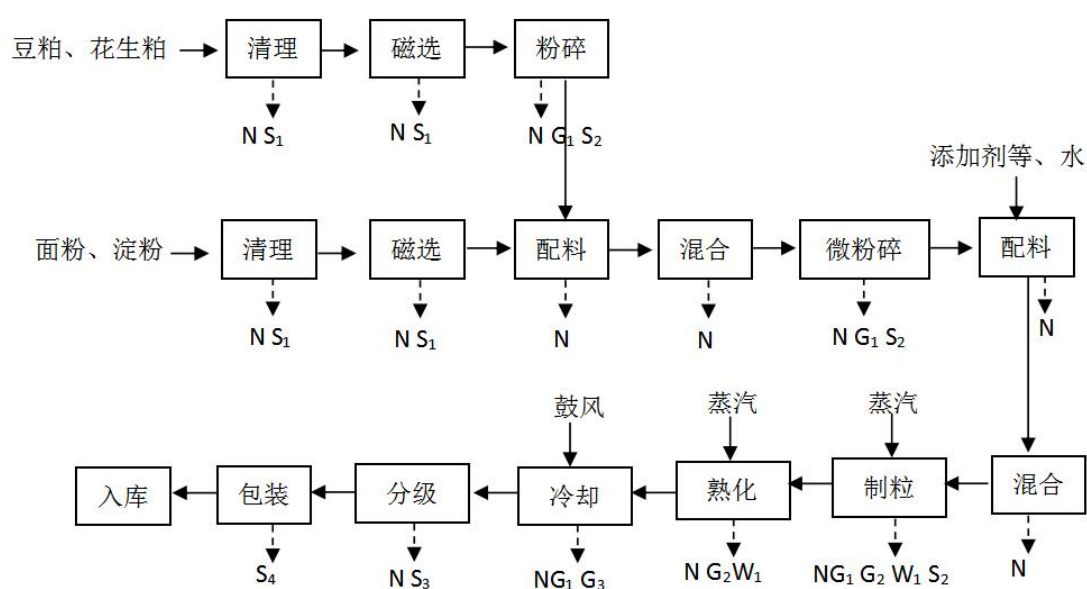 豆粕、花生粕 清理 磁选 粉碎
N S₁ N S₁ N G₁ S₂
添加剂等、水
面粉、淀粉 清理 磁选 配料 混合 微粉碎 配料
N S₁ N S₁ N N N G₁ S₂ N
鼓风 蒸汽 蒸汽
入库 包装 分级 冷却 熟化 制粒 混合
S₄ N S₃ NG₁ G₃ N G₂W₁ NG₁ G₂ W₁ S₂ N